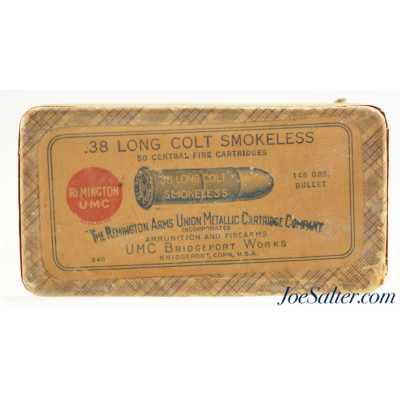 .38 LONG COLT SMOKELESS
50 CENTRAL FIRE CARTRIDGES
.38 LONG COLT
SMOKELESS
148 GRS.
BULLET
REMINGTON
UMC
THE REMINGTON ARMS UNION METALLIC CARTRIDGE COMPANY
INCORPORATED
AMMUNITION AND FIREARMS
UMC BRIDGEPORT WORKS
BRIDGEPORT, CONN., U.S.A.
240
JoeSalter.com